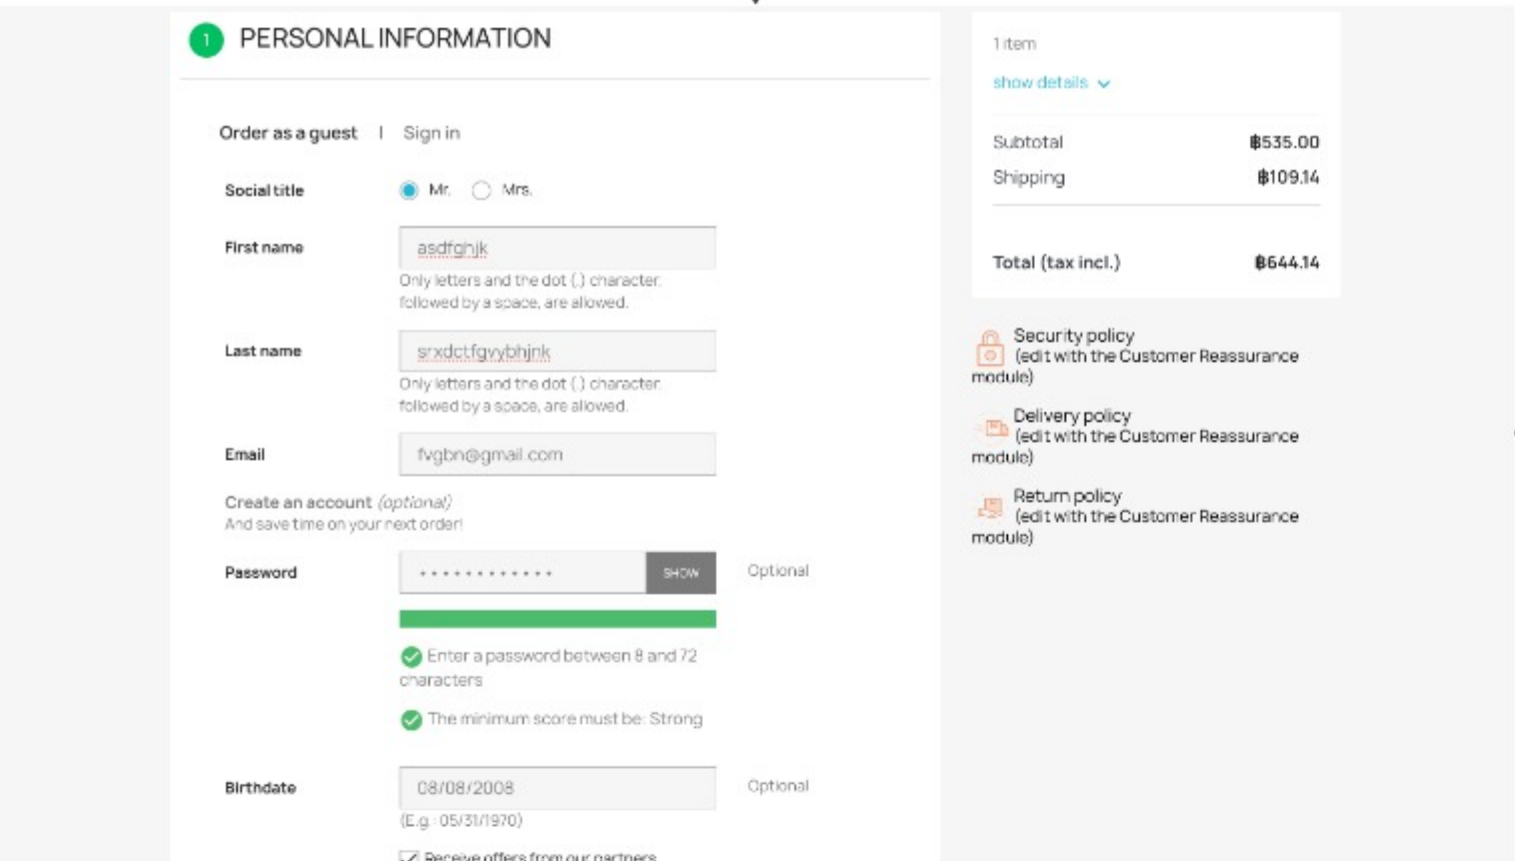 1 PERSONAL INFORMATION
Order as a guest | Sign in
Social title Mr. Mrs.
First name asdfghjk
Only letters and the dot (.) character,
followed by a space, are allowed.
Last name srxdctfgvybhjnk
Only letters and the dot (.) character,
followed by a space, are allowed.
Email fvgbn@gmail.com
Create an account (optional)
And save time on your next order!
Password •••••••••••• SHOW Optional
Enter a password between 8 and 72
characters
The minimum score must be: Strong
Birthdate 08/08/2008 Optional
(E.g.: 05/31/1970)
Receive offers from our partners
1 item
show details
Subtotal ฿535.00
Shipping ฿109.14
Total (tax incl.) ฿644.14
Security policy
(edit with the Customer Reassurance
module)
Delivery policy
(edit with the Customer Reassurance
module)
Return policy
(edit with the Customer Reassurance
module)